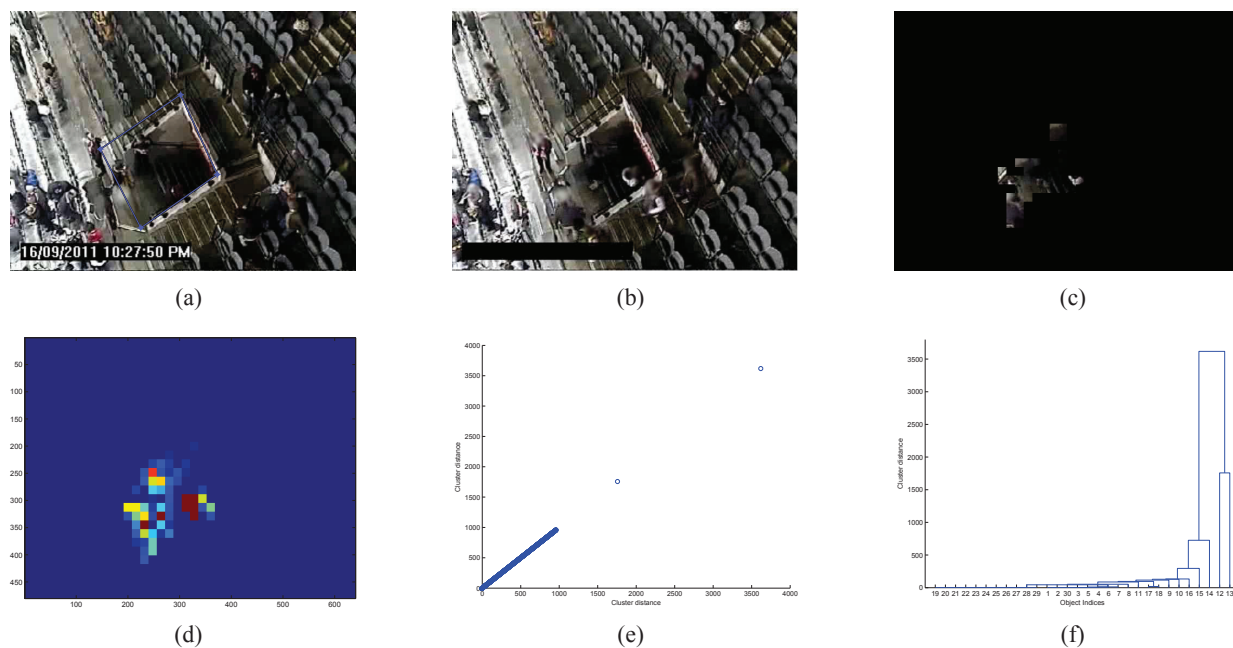 16/09/2011 10:27:50 PM
(a)
(b)
(c)
50
100
150
200
250
300
350
400
450
100 200 300 400 500 600
(d)
4000
3500
3000
2500
2000
1500
1000
500
0
Cluster distance
0 500 1000 1500 2000 2500 3000 3500 4000
Cluster distance
(e)
3500
3000
2500
2000
1500
1000
500
0
Cluster distance
19 20 21 22 23 24 25 26 27 28 29 1 2 30 3 5 4 6 7 8 11 17 18 9 10 16 15 14 12 13
Object Indices
(f)